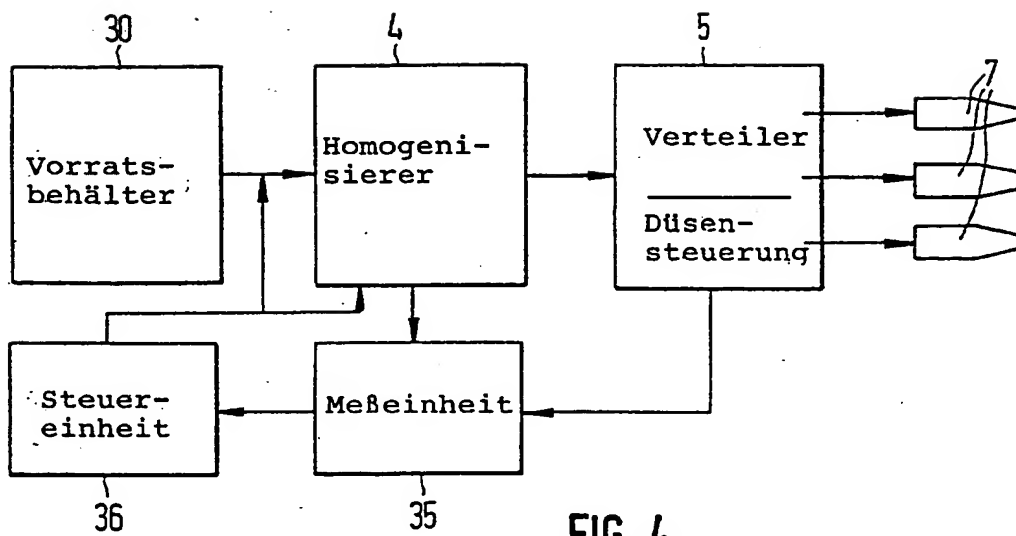 30
4
5
7
Vorrats-
behälter
Homogeni-
sierer
Verteiler
Düsen-
steuerung
Steuer-
einheit
Meßeinheit
36
35
FIG. 4